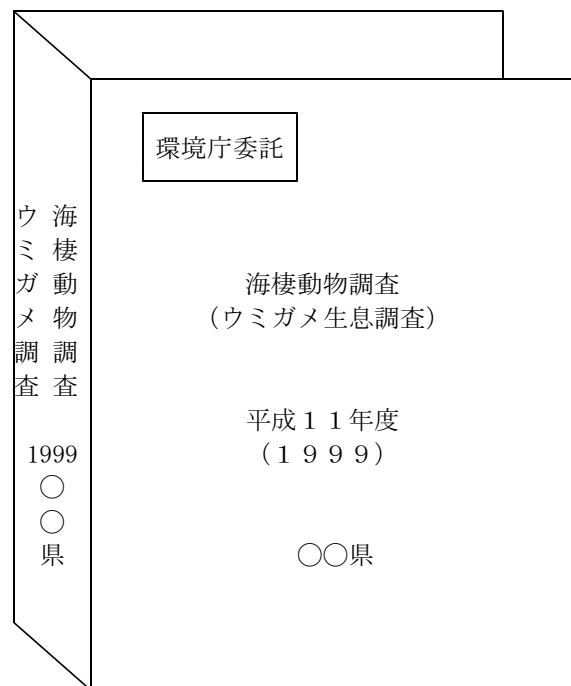 環境庁委託
海棲動物調査
（ウミガメ生息調査）
平成１１年度
（１９９９）
○○県
海棲動物調査
ウミガメ調査
1999
○○県